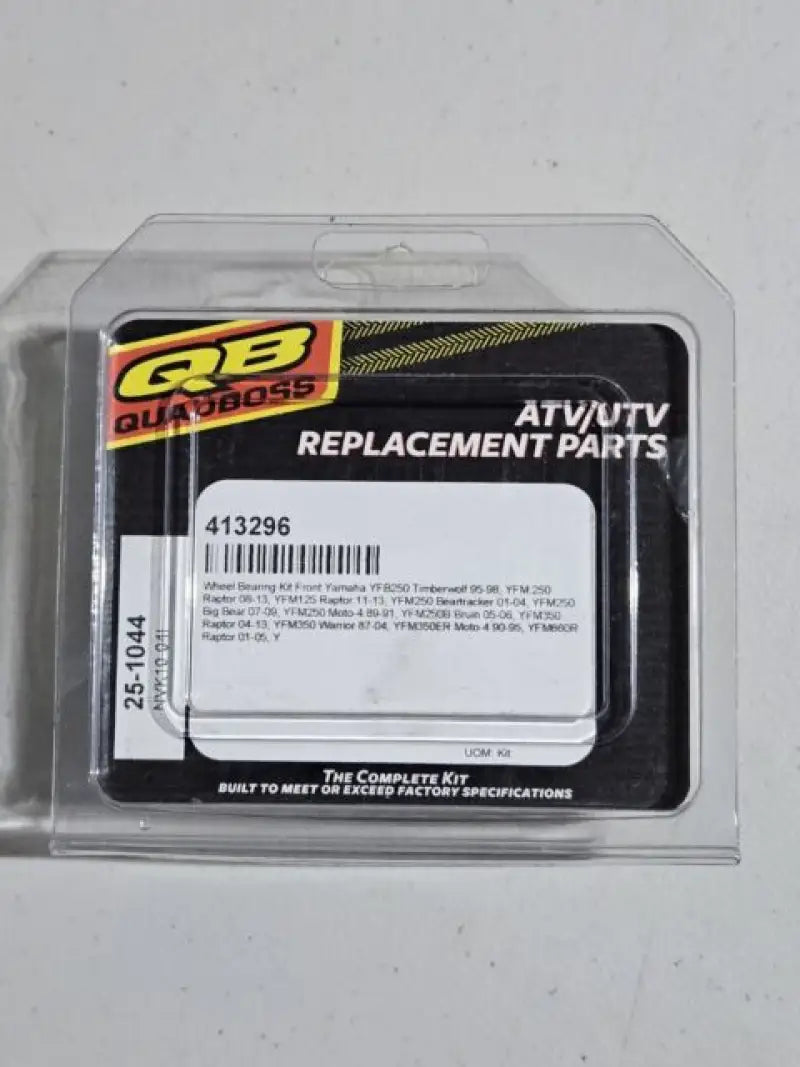 QB
QUADBOSS
ATV/UTV
REPLACEMENT PARTS
413296
Wheel Bearing Kit Front Yamaha YFB250 Timberwolf 95-98, YFM 250
Raptor 08-13, YFM125 Raptor 11-13, YFM250 Beartracker 01-04, YFM250
Big Bear 07-09, YFM250 Moto-4 89-91, YFM250B Bruin 05-06, YFM350
Raptor 04-13, YFM350 Warrior 87-04, YFM350ER Moto-4 90-95, YFM660R
Raptor 01-05, Y
25-1044
UOM: Kit
THE COMPLETE KIT
BUILT TO MEET OR EXCEED FACTORY SPECIFICATIONS